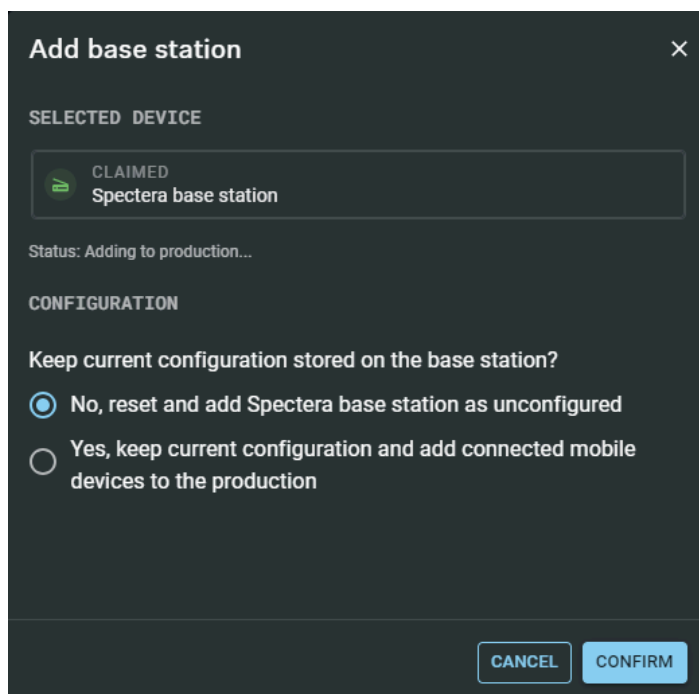 Add base station
SELECTED DEVICE
CLAIMED
Spectera base station
Status: Adding to production...
CONFIGURATION
Keep current configuration stored on the base station?
No, reset and add Spectera base station as unconfigured
Yes, keep current configuration and add connected mobile
devices to the production
CANCEL
CONFIRM